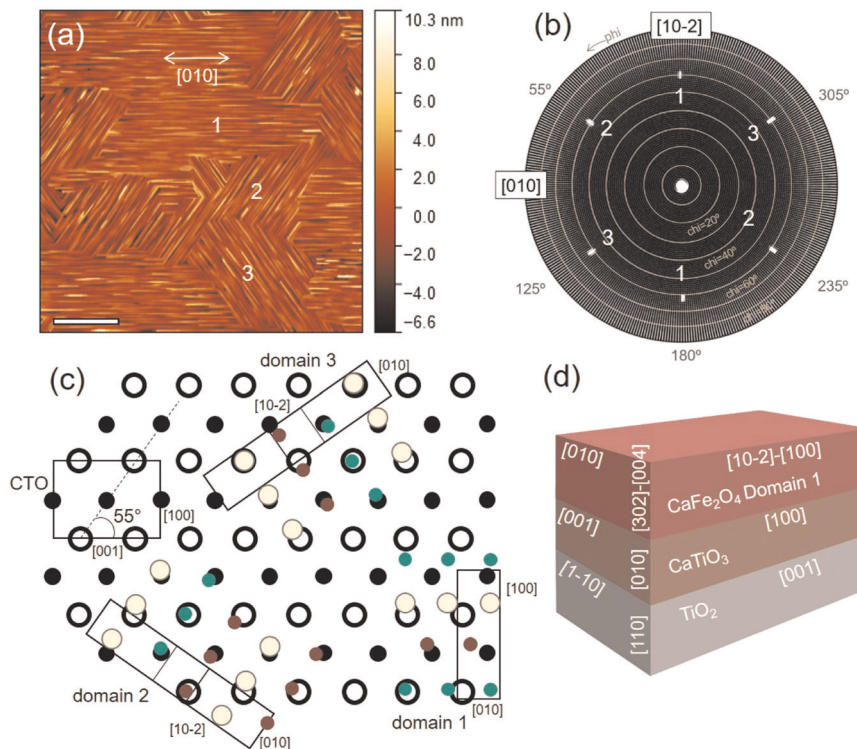 (a)
[010]
1
2
3
10.3 nm
8.0
6.0
4.0
2.0
0.0
−2.0
−4.0
−6.6
(b)
phi
[10-2]
55º
305º
[010]
1
2
3
2
3
1
chi=20º
chi=40º
chi=60º
125º
235º
180º
(c)
domain 3
[010]
[10-2]
CTO
[100]
55°
[001]
[100]
domain 2
[10-2]
[010]
domain 1
[010]
(d)
[010]
[10-2]-[100]
[302]-[004]
CaFe2O4 Domain 1
[001]
[100]
[010]
CaTiO3
[1-10]
[001]
[110]
TiO2